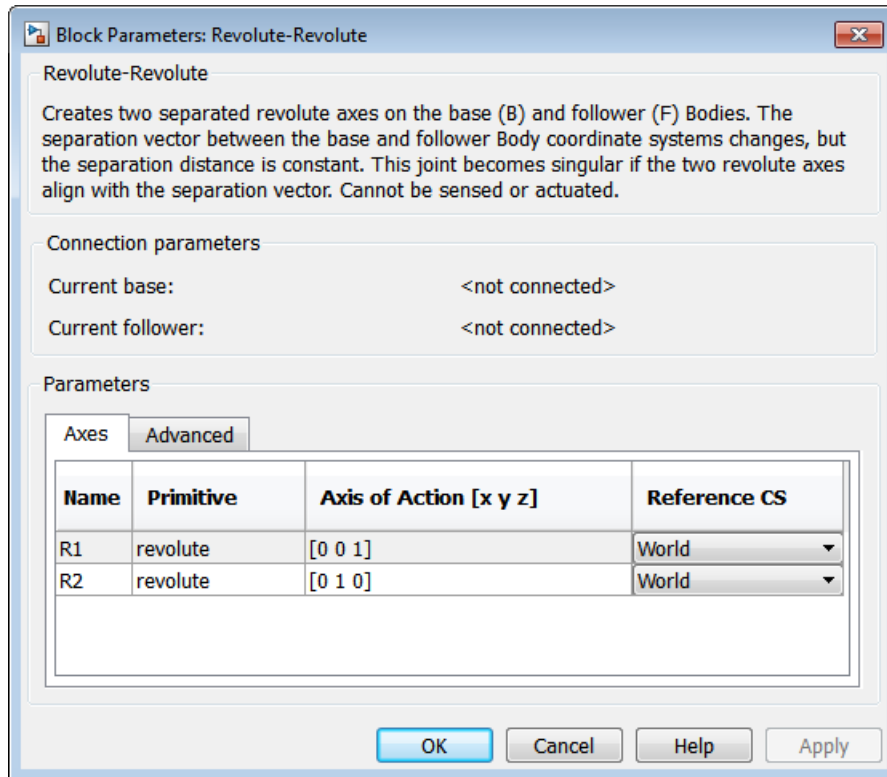 Block Parameters: Revolute-Revolute
Revolute-Revolute
Creates two separated revolute axes on the base (B) and follower (F) Bodies. The
separation vector between the base and follower Body coordinate systems changes, but
the separation distance is constant. This joint becomes singular if the two revolute axes
align with the separation vector. Cannot be sensed or actuated.
Connection parameters
Current base: <not connected>
Current follower: <not connected>
Parameters
Axes Advanced
Name Primitive Axis of Action [x y z] Reference CS
R1 revolute [0 0 1] World
R2 revolute [0 1 0] World
OK Cancel Help Apply